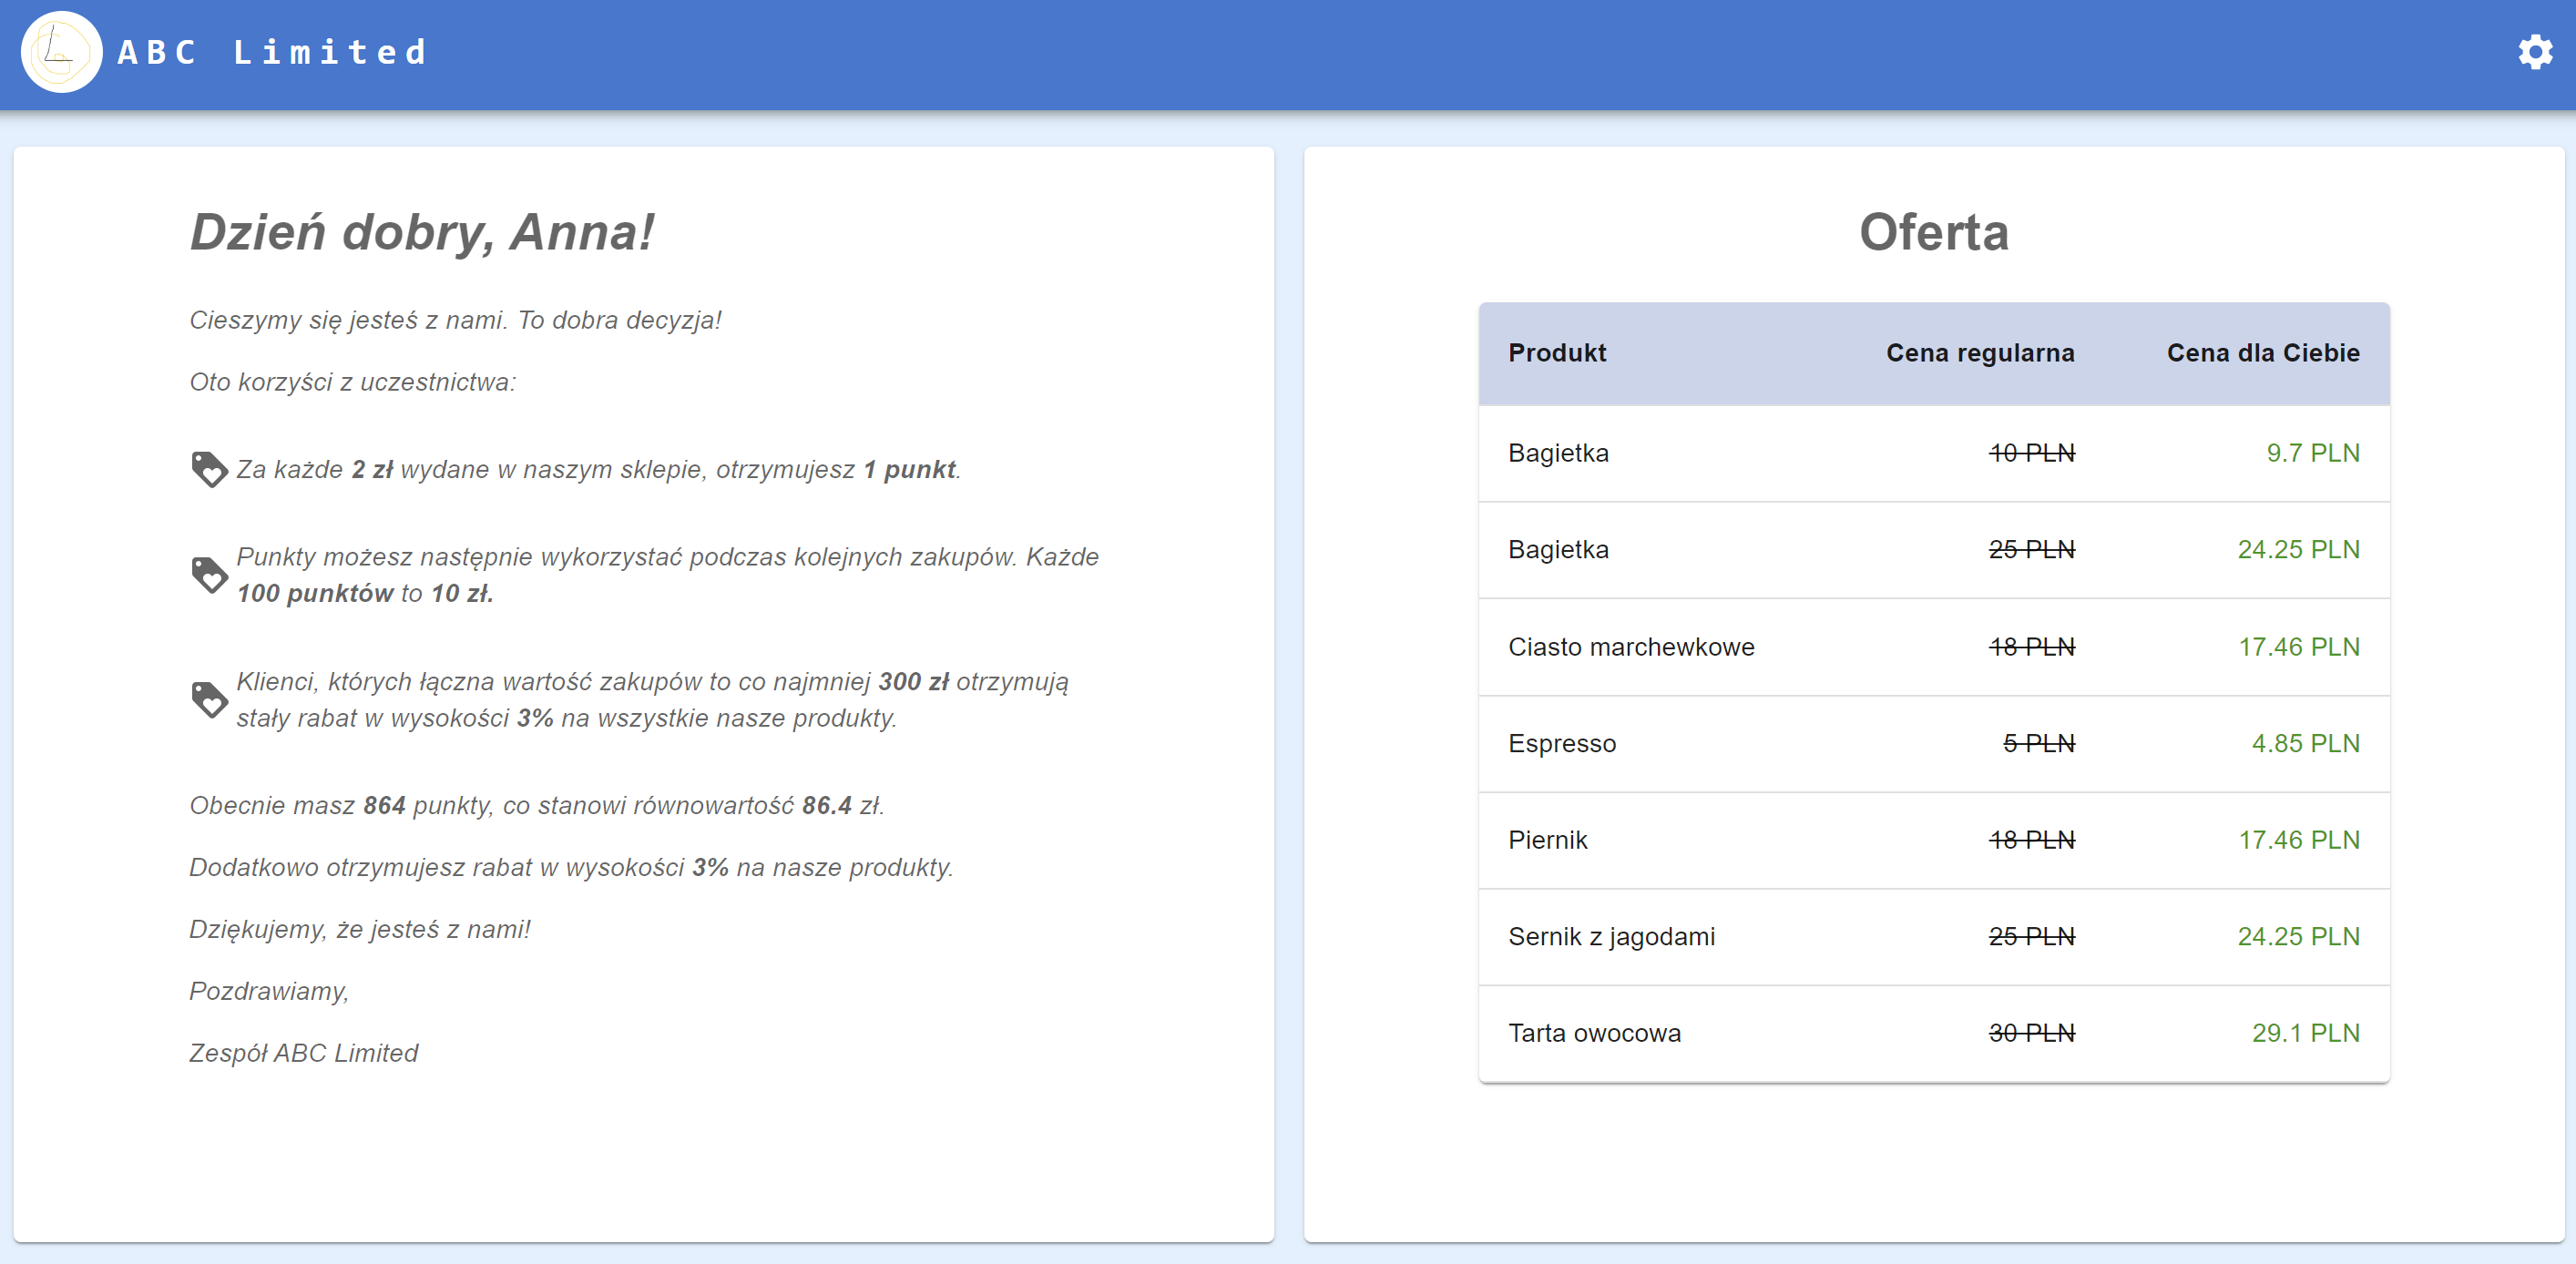 ABC Limited
Dzień dobry, Anna!
Cieszymy się jesteś z nami. To dobra decyzja!
Oto korzyści z uczestnictwa:
Za każde 2 zł wydane w naszym sklepie, otrzymujesz 1 punkt.
Punkty możesz następnie wykorzystać podczas kolejnych zakupów. Każde
100 punktów to 10 zł.
Klienci, których łączna wartość zakupów to co najmniej 300 zł otrzymują
stały rabat w wysokości 3% na wszystkie nasze produkty.
Obecnie masz 864 punkty, co stanowi równowartość 86.4 zł.
Dodatkowo otrzymujesz rabat w wysokości 3% na nasze produkty.
Dziękujemy, że jesteś z nami!
Pozdrawiamy,
Zespół ABC Limited
Oferta
Produkt Cena regularna Cena dla Ciebie
Bagietka 10 PLN 9.7 PLN
Bagietka 25 PLN 24.25 PLN
Ciasto marchewkowe 18 PLN 17.46 PLN
Espresso 5 PLN 4.85 PLN
Piernik 18 PLN 17.46 PLN
Sernik z jagodami 25 PLN 24.25 PLN
Tarta owocowa 30 PLN 29.1 PLN